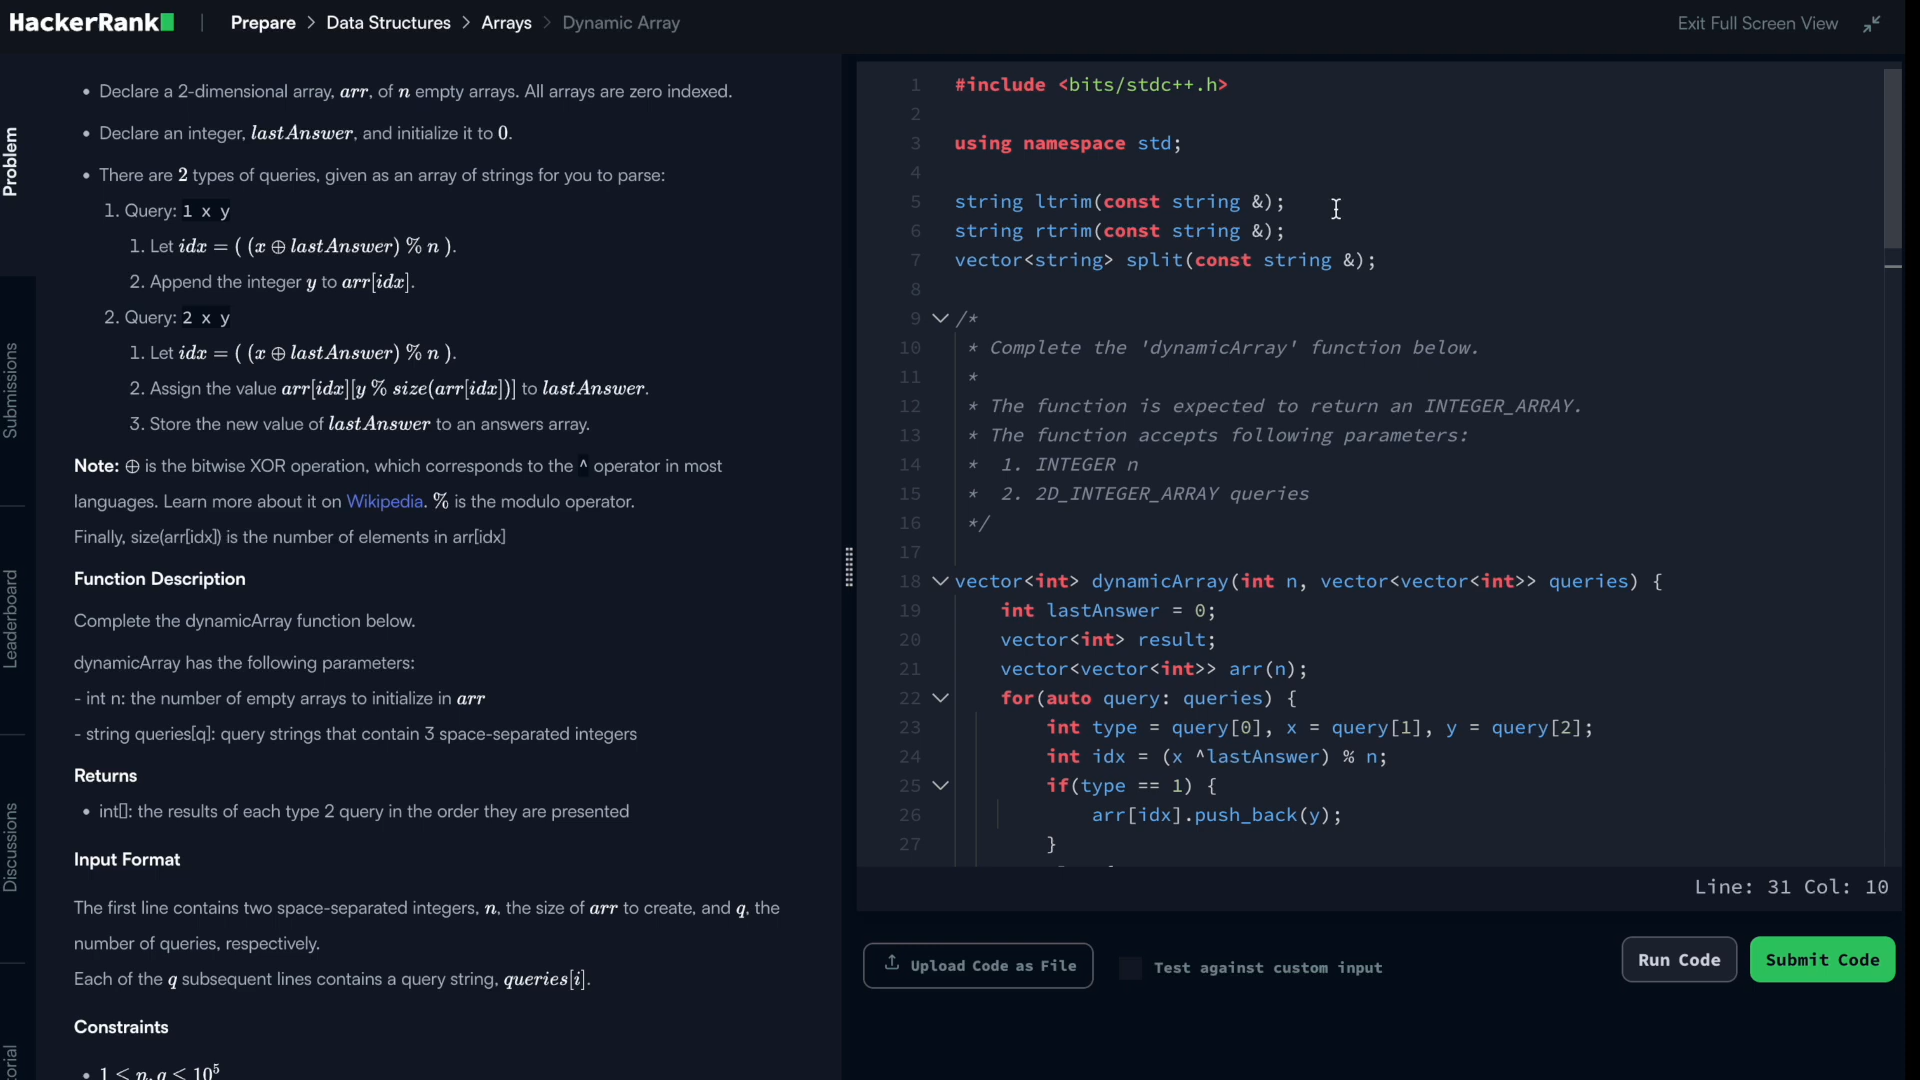 HackerRank | Prepare > Data Structures > Arrays > Dynamic Array
Exit Full Screen View
Problem
Submissions
Leaderboard
Discussions
orial
• Declare a 2-dimensional array, arr, of n empty arrays. All arrays are zero indexed.
• Declare an integer, lastAnswer, and initialize it to 0.
• There are 2 types of queries, given as an array of strings for you to parse:
1. Query: 1 x y
1. Let idx = ( (x ⊕ lastAnswer) % n ).
2. Append the integer y to arr[idx].
2. Query: 2 x y
1. Let idx = ( (x ⊕ lastAnswer) % n ).
2. Assign the value arr[idx][y % size(arr[idx])] to lastAnswer.
3. Store the new value of lastAnswer to an answers array.
Note: ⊕ is the bitwise XOR operation, which corresponds to the ^ operator in most
languages. Learn more about it on Wikipedia. % is the modulo operator.
Finally, size(arr[idx]) is the number of elements in arr[idx]
Function Description
Complete the dynamicArray function below.
dynamicArray has the following parameters:
- int n: the number of empty arrays to initialize in arr
- string queries[q]: query strings that contain 3 space-separated integers
Returns
• int[]: the results of each type 2 query in the order they are presented
Input Format
The first line contains two space-separated integers, n, the size of arr to create, and q, the
number of queries, respectively.
Each of the q subsequent lines contains a query string, queries[i].
Constraints
• 1 ≤ n, q ≤ 10⁵
1 #include <bits/stdc++.h>
2
3 using namespace std;
4
5 string ltrim(const string &);
6 string rtrim(const string &);
7 vector<string> split(const string &);
8
9 /*
10 * Complete the 'dynamicArray' function below.
11 *
12 * The function is expected to return an INTEGER_ARRAY.
13 * The function accepts following parameters:
14 * 1. INTEGER n
15 * 2. 2D_INTEGER_ARRAY queries
16 */
17
18 vector<int> dynamicArray(int n, vector<vector<int>> queries) {
19 int lastAnswer = 0;
20 vector<int> result;
21 vector<vector<int>> arr(n);
22 for(auto query: queries) {
23 int type = query[0], x = query[1], y = query[2];
24 int idx = (x ^lastAnswer) % n;
25 if(type == 1) {
26 arr[idx].push_back(y);
27 }
Line: 31 Col: 10
Upload Code as File
Test against custom input
Run Code
Submit Code